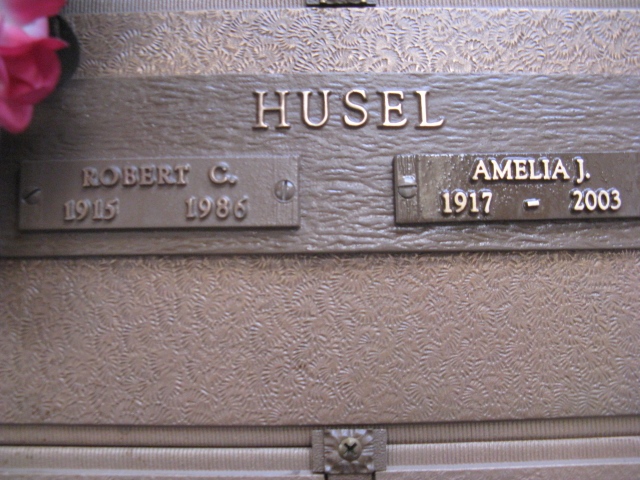 HUSEL
ROBERT C.
1915 1986
AMELIA J.
1917 - 2003